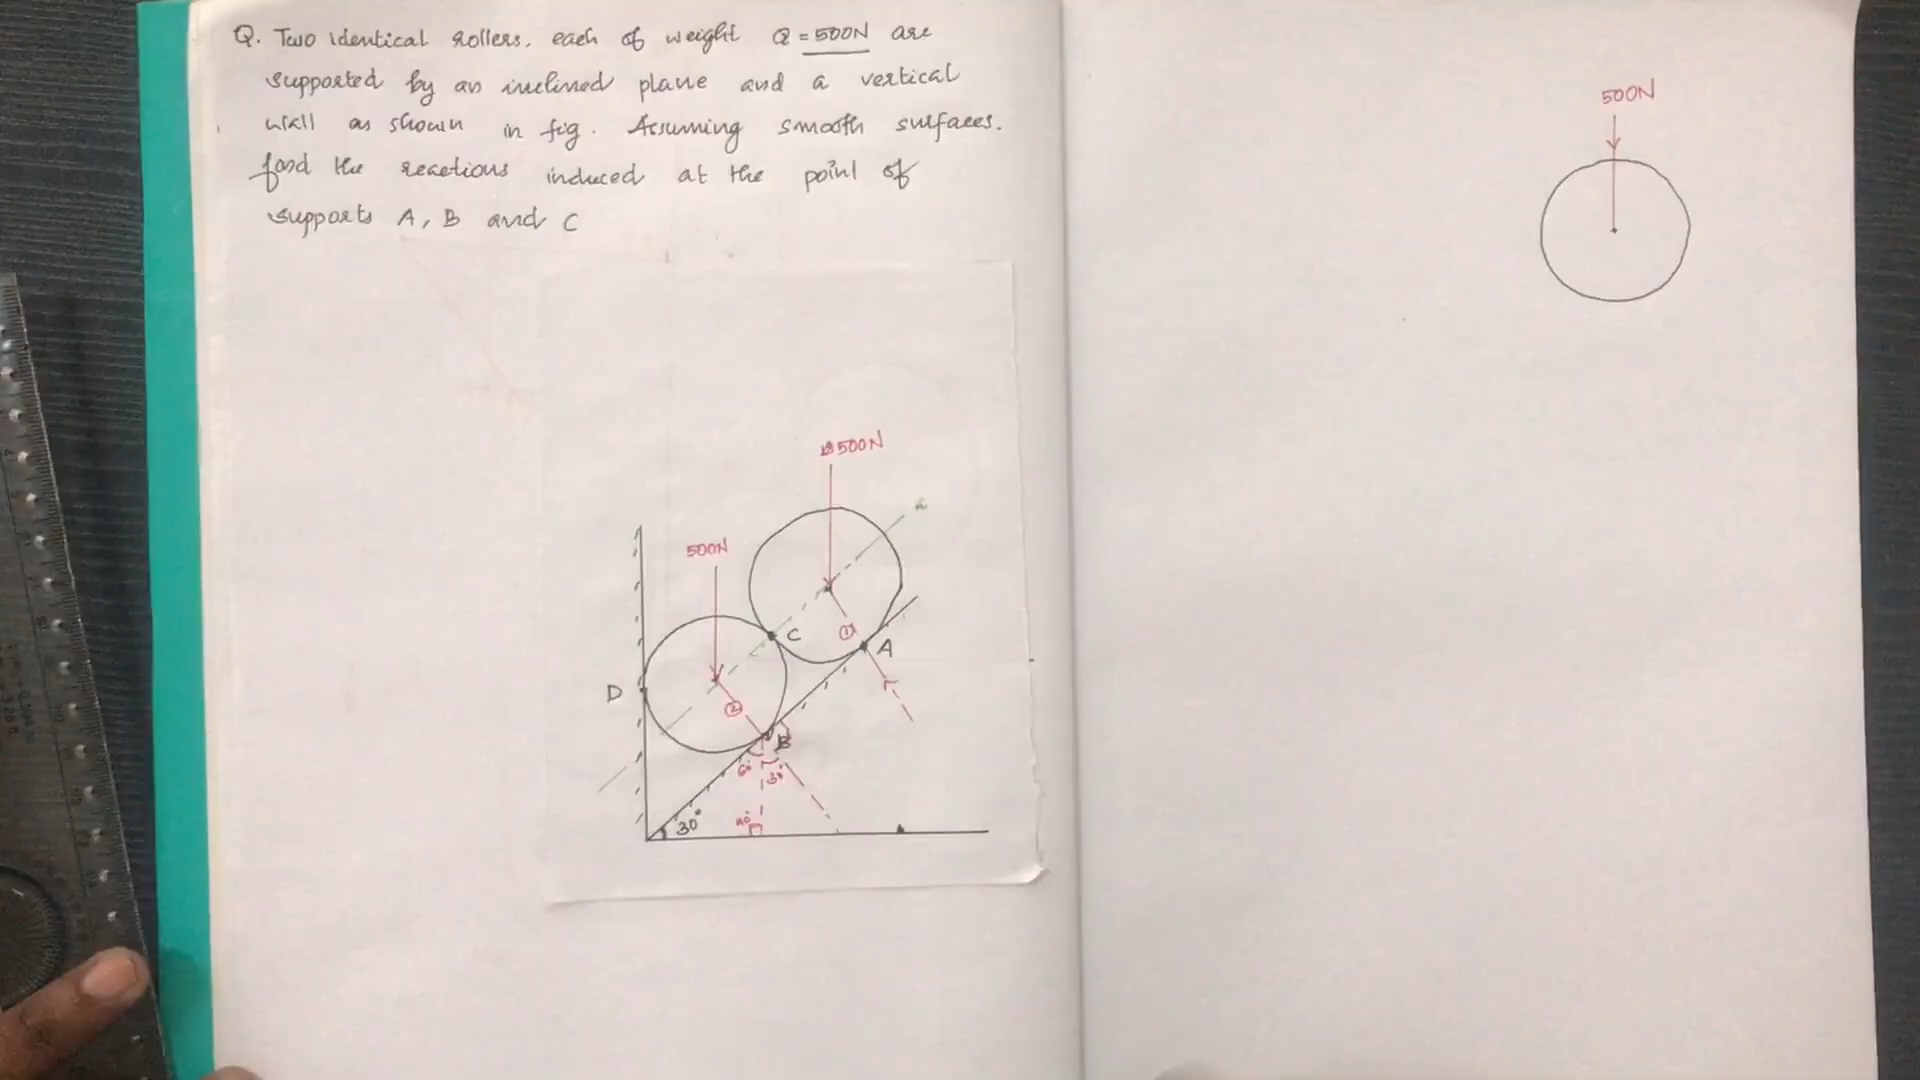 Q. Two identical rollers, each of weight Q = 500N are
supported by an inclined plane and a vertical
wall as shown in fig. Assuming smooth surfaces.
find the reactions induced at the point of
supports A, B and C
500N
500N
500N
C
1
A
D
2
B
60°
30°
90°
30°